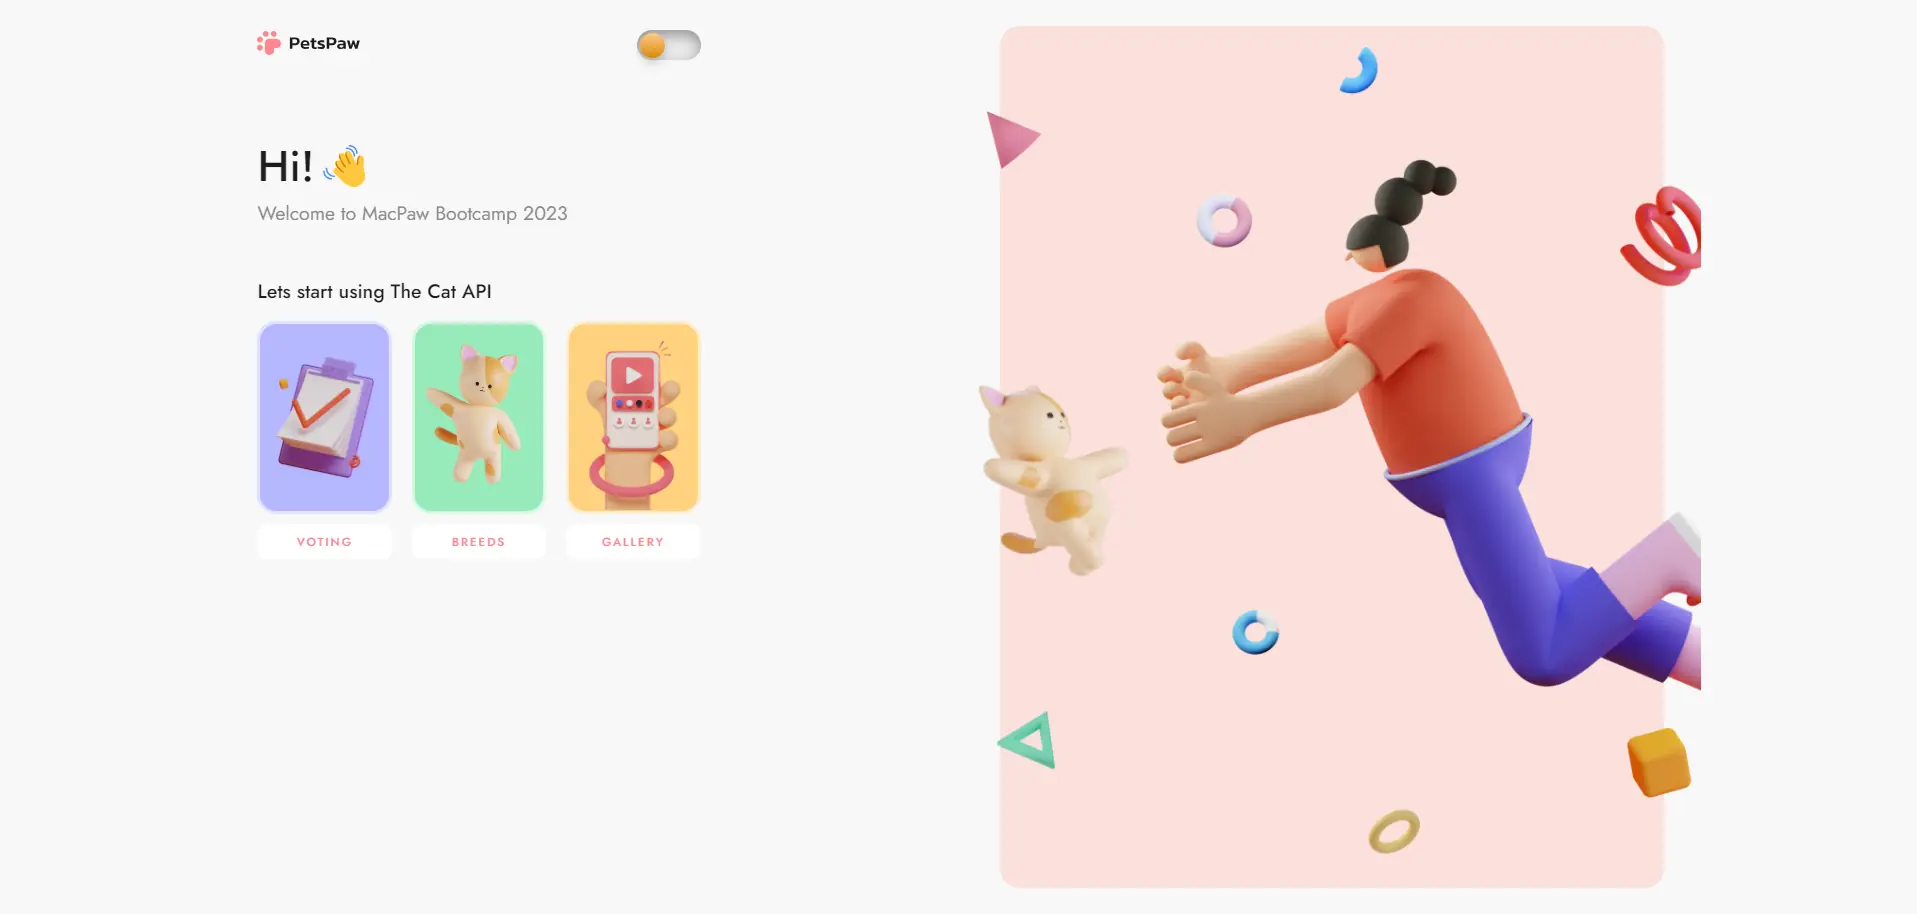 PetsPaw
Hi! 👋
Welcome to MacPaw Bootcamp 2023
Lets start using The Cat API
VOTING
BREEDS
GALLERY